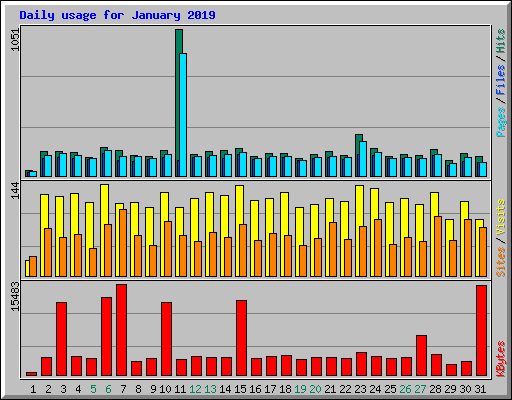 Daily usage for January 2019
1051
Pages / Files / Hits
144
Sites / Visits
15483
KBytes
1 2 3 4 5 6 7 8 9 10 11 12 13 14 15 16 17 18 19 20 21 22 23 24 25 26 27 28 29 30 31